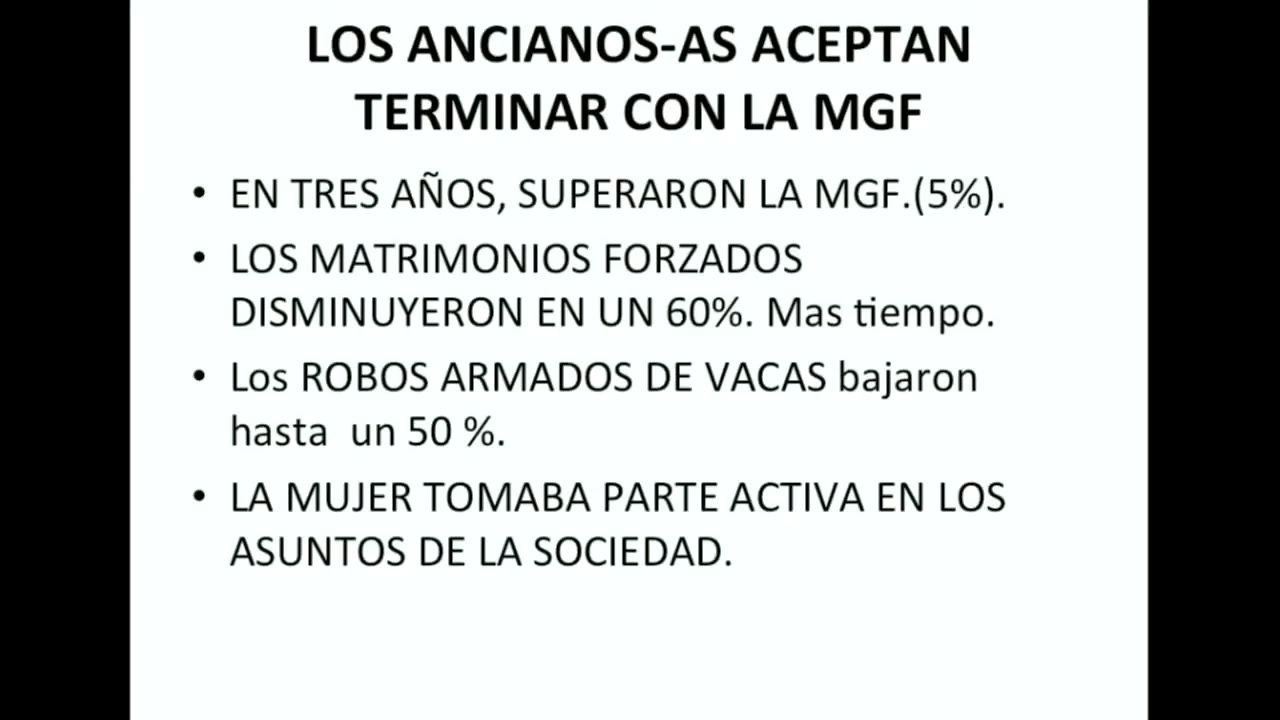 LOS ANCIANOS-AS ACEPTAN
TERMINAR CON LA MGF
• EN TRES AÑOS, SUPERARON LA MGF.(5%).
• LOS MATRIMONIOS FORZADOS
DISMINUYERON EN UN 60%. Mas tiempo.
• Los ROBOS ARMADOS DE VACAS bajaron
hasta  un 50 %.
• LA MUJER TOMABA PARTE ACTIVA EN LOS
ASUNTOS DE LA SOCIEDAD.